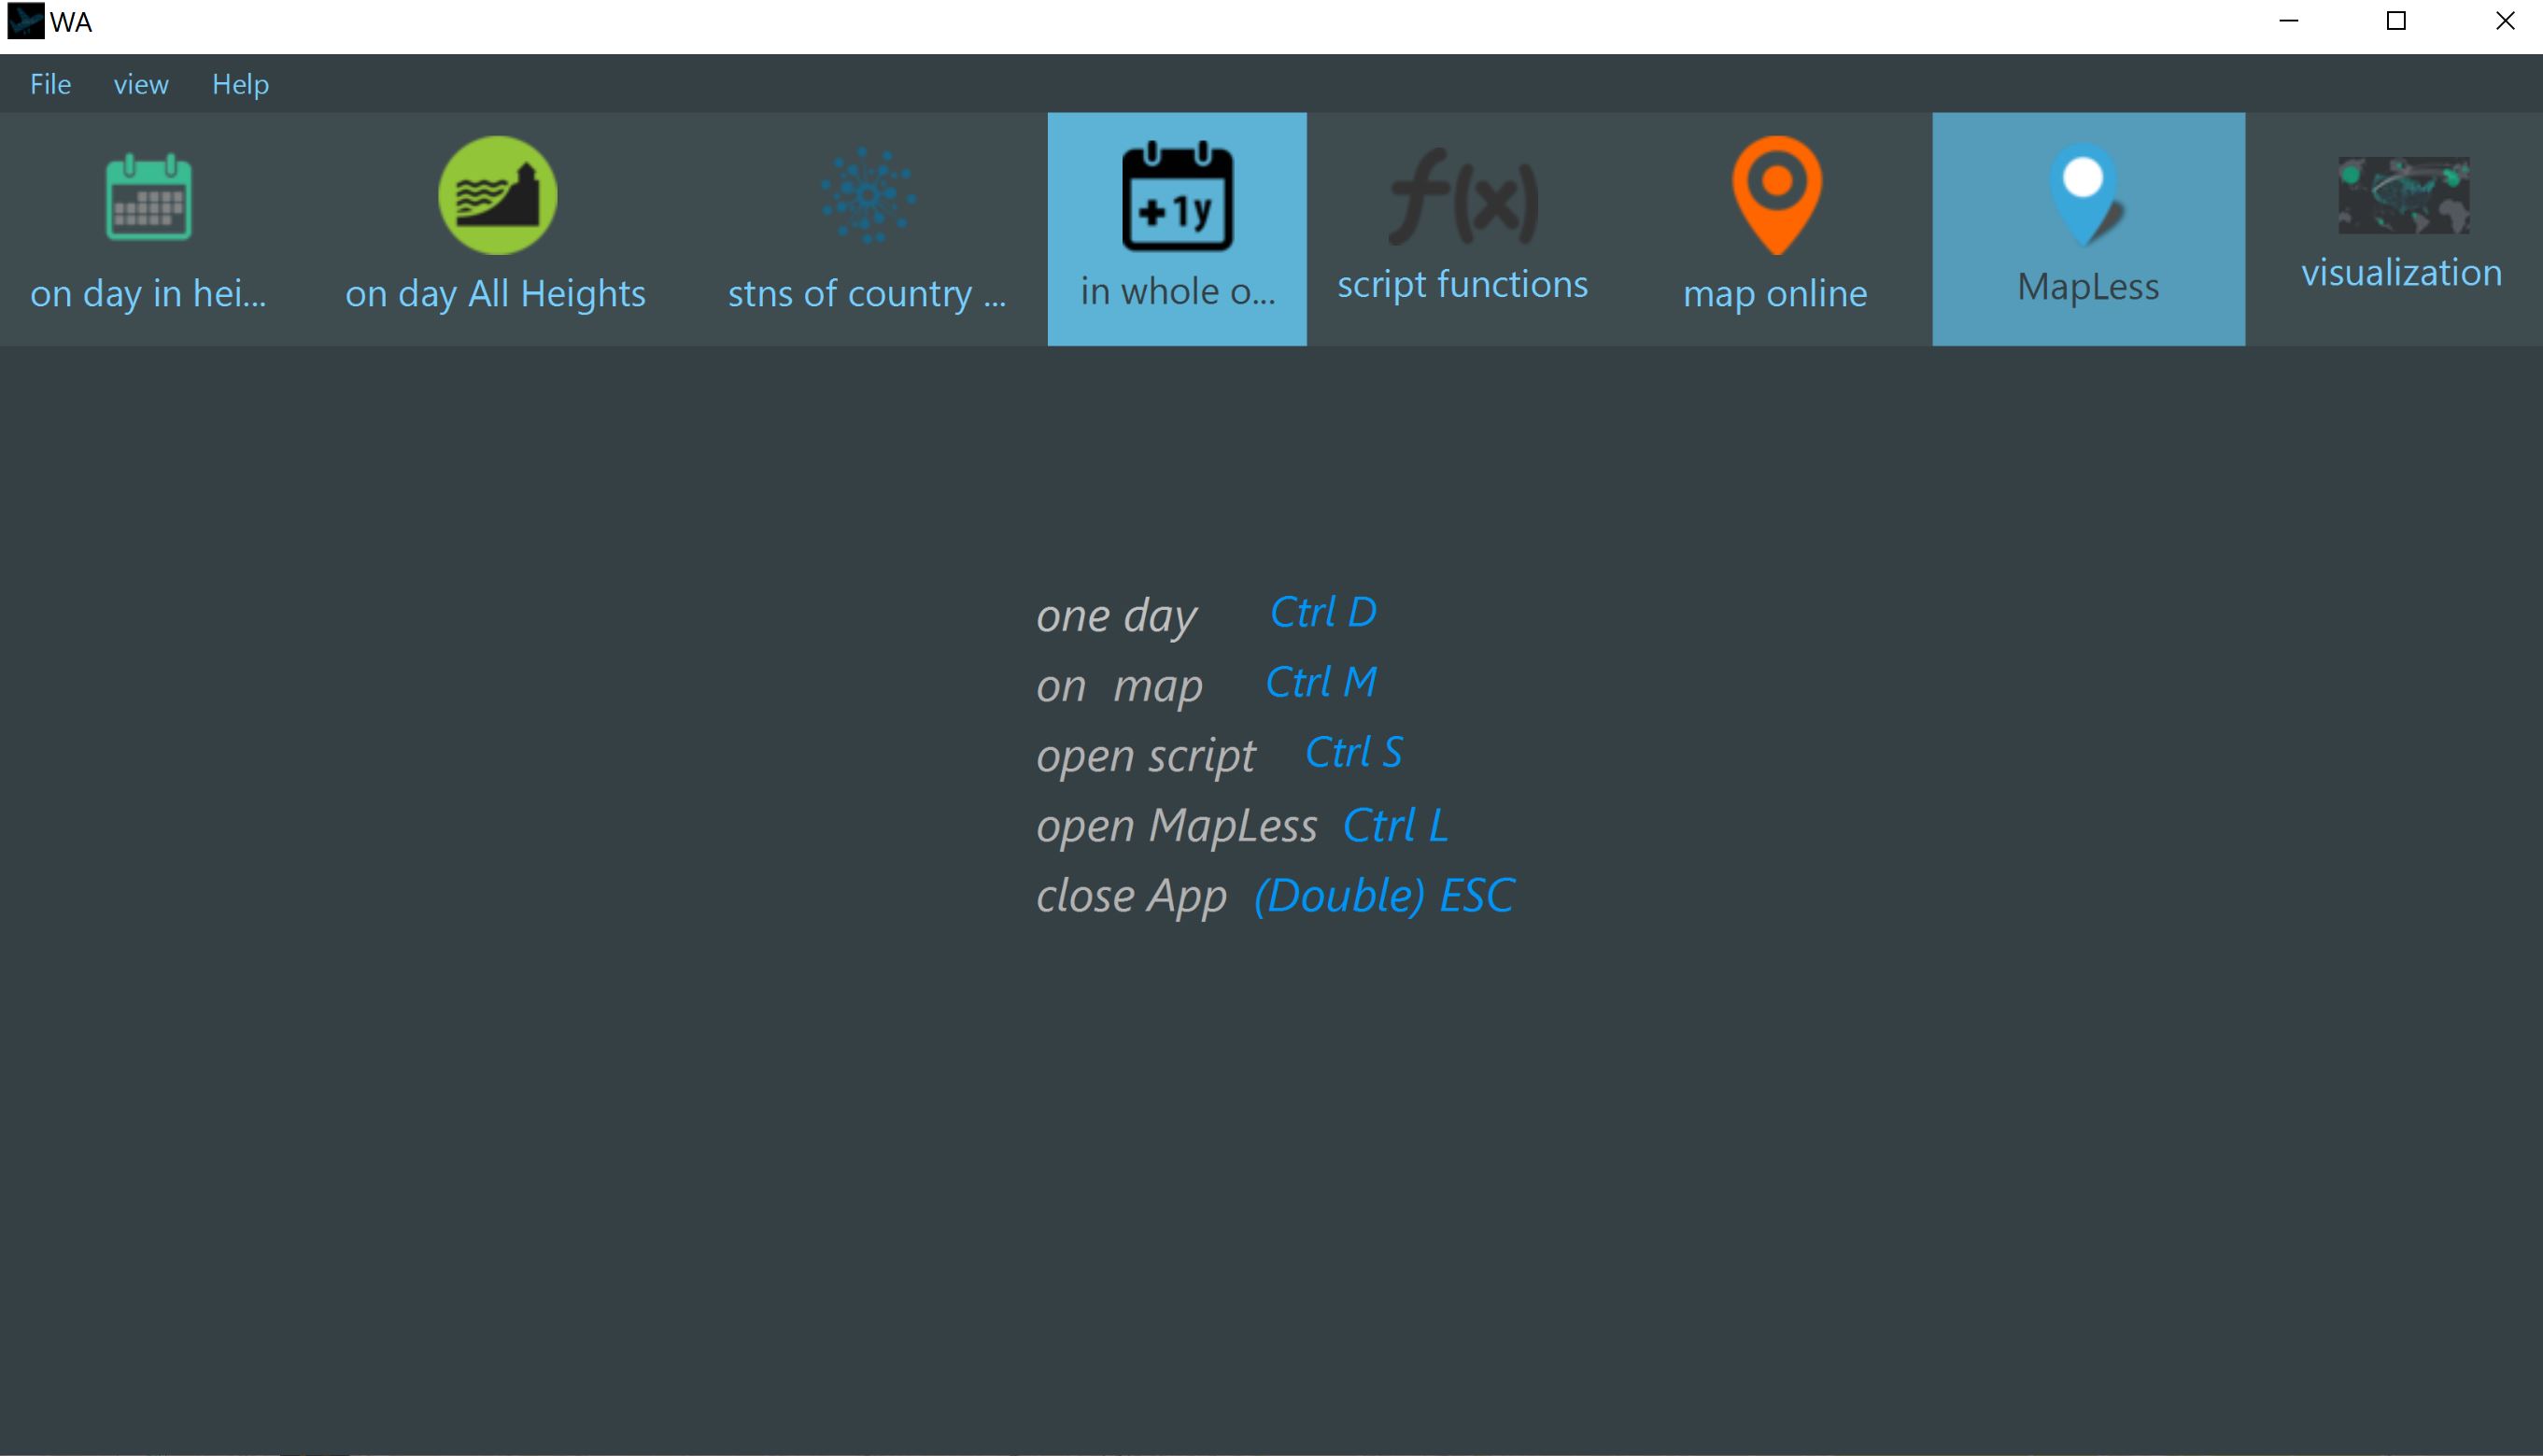 WA
File view Help
on day in hei... on day All Heights stns of country ... in whole o... script functions map online MapLess visualization
+1y
f(x)
one day Ctrl D
on map Ctrl M
open script Ctrl S
open MapLess Ctrl L
close App (Double) ESC